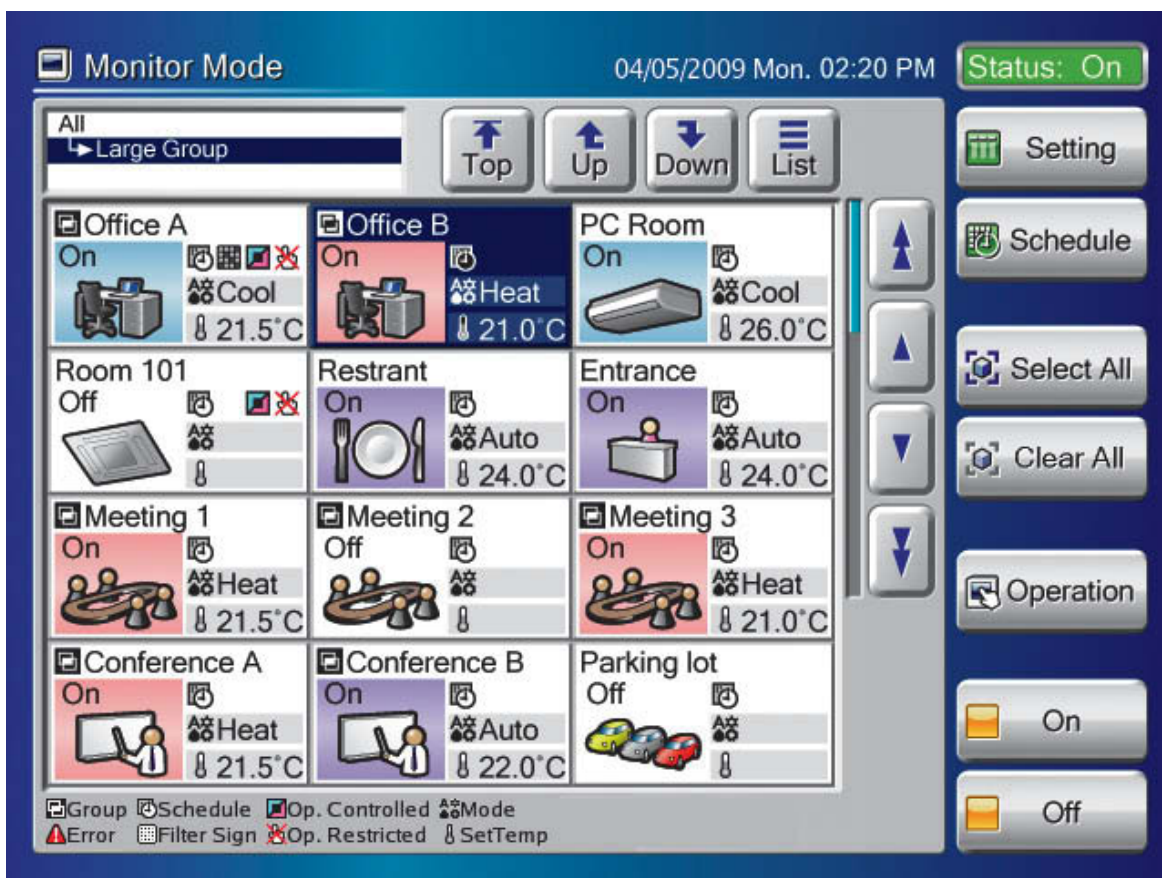 Monitor Mode 04/05/2009 Mon. 02:20 PM Status: On
All
Large Group
Top Up Down List
Setting
Schedule
Select All
Clear All
Operation
On
Off
Office A
On
Cool
21.5°C
Office B
On
Heat
21.0°C
PC Room
On
Cool
26.0°C
Room 101
Off
Restrant
On
Auto
24.0°C
Entrance
On
Auto
24.0°C
Meeting 1
On
Heat
21.5°C
Meeting 2
Off
Meeting 3
On
Heat
21.0°C
Conference A
On
Heat
21.5°C
Conference B
On
Auto
22.0°C
Parking lot
Off
Group Schedule Op. Controlled Mode
Error Filter Sign Op. Restricted SetTemp